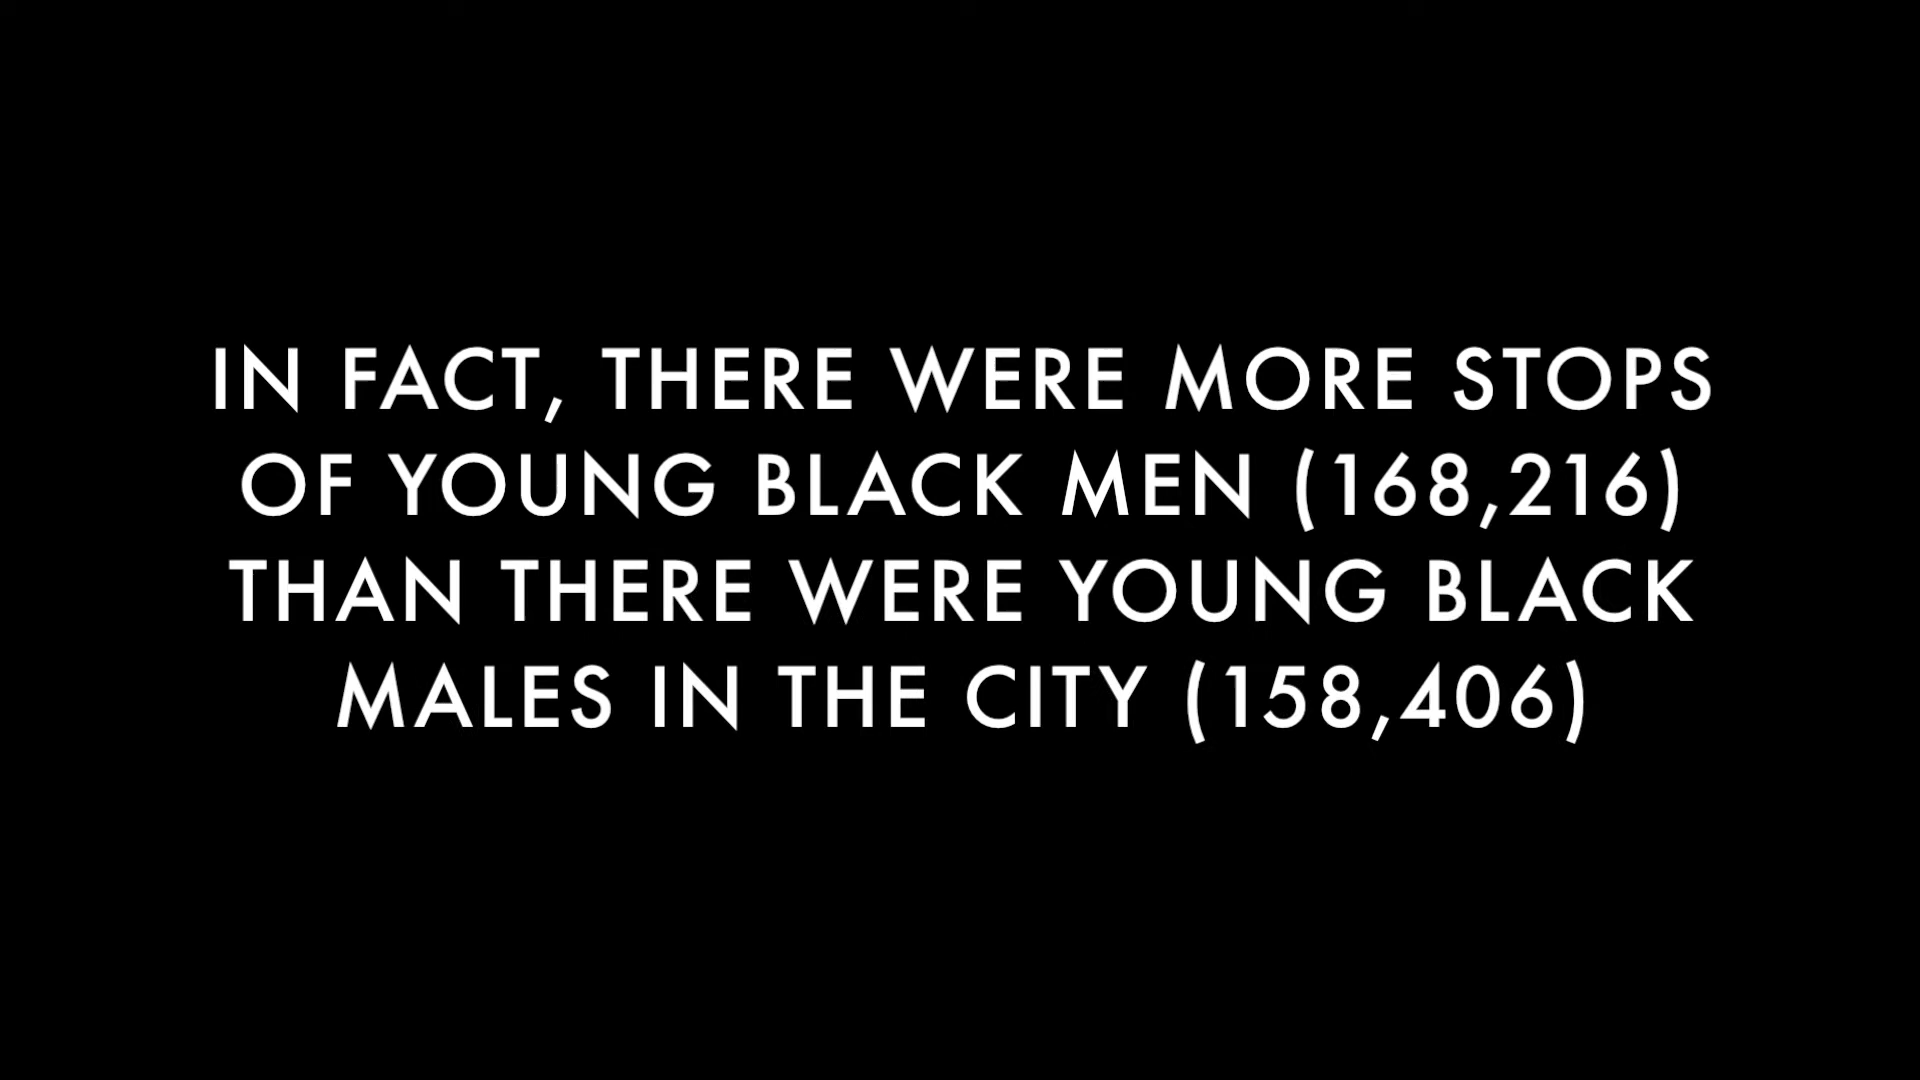 IN FACT, THERE WERE MORE STOPS
OF YOUNG BLACK MEN (168,216)
THAN THERE WERE YOUNG BLACK
MALES IN THE CITY (158,406)